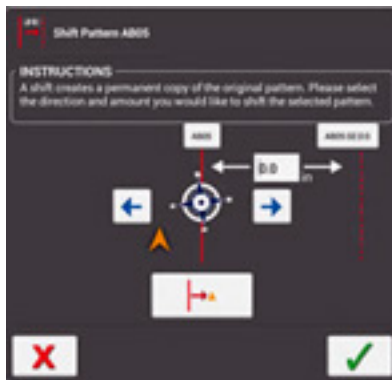 Shift Pattern AB05
INSTRUCTIONS
A shift creates a permanent copy of the original pattern. Please select
the direction and amount you would like to shift the selected pattern.
AB05
0.0
in